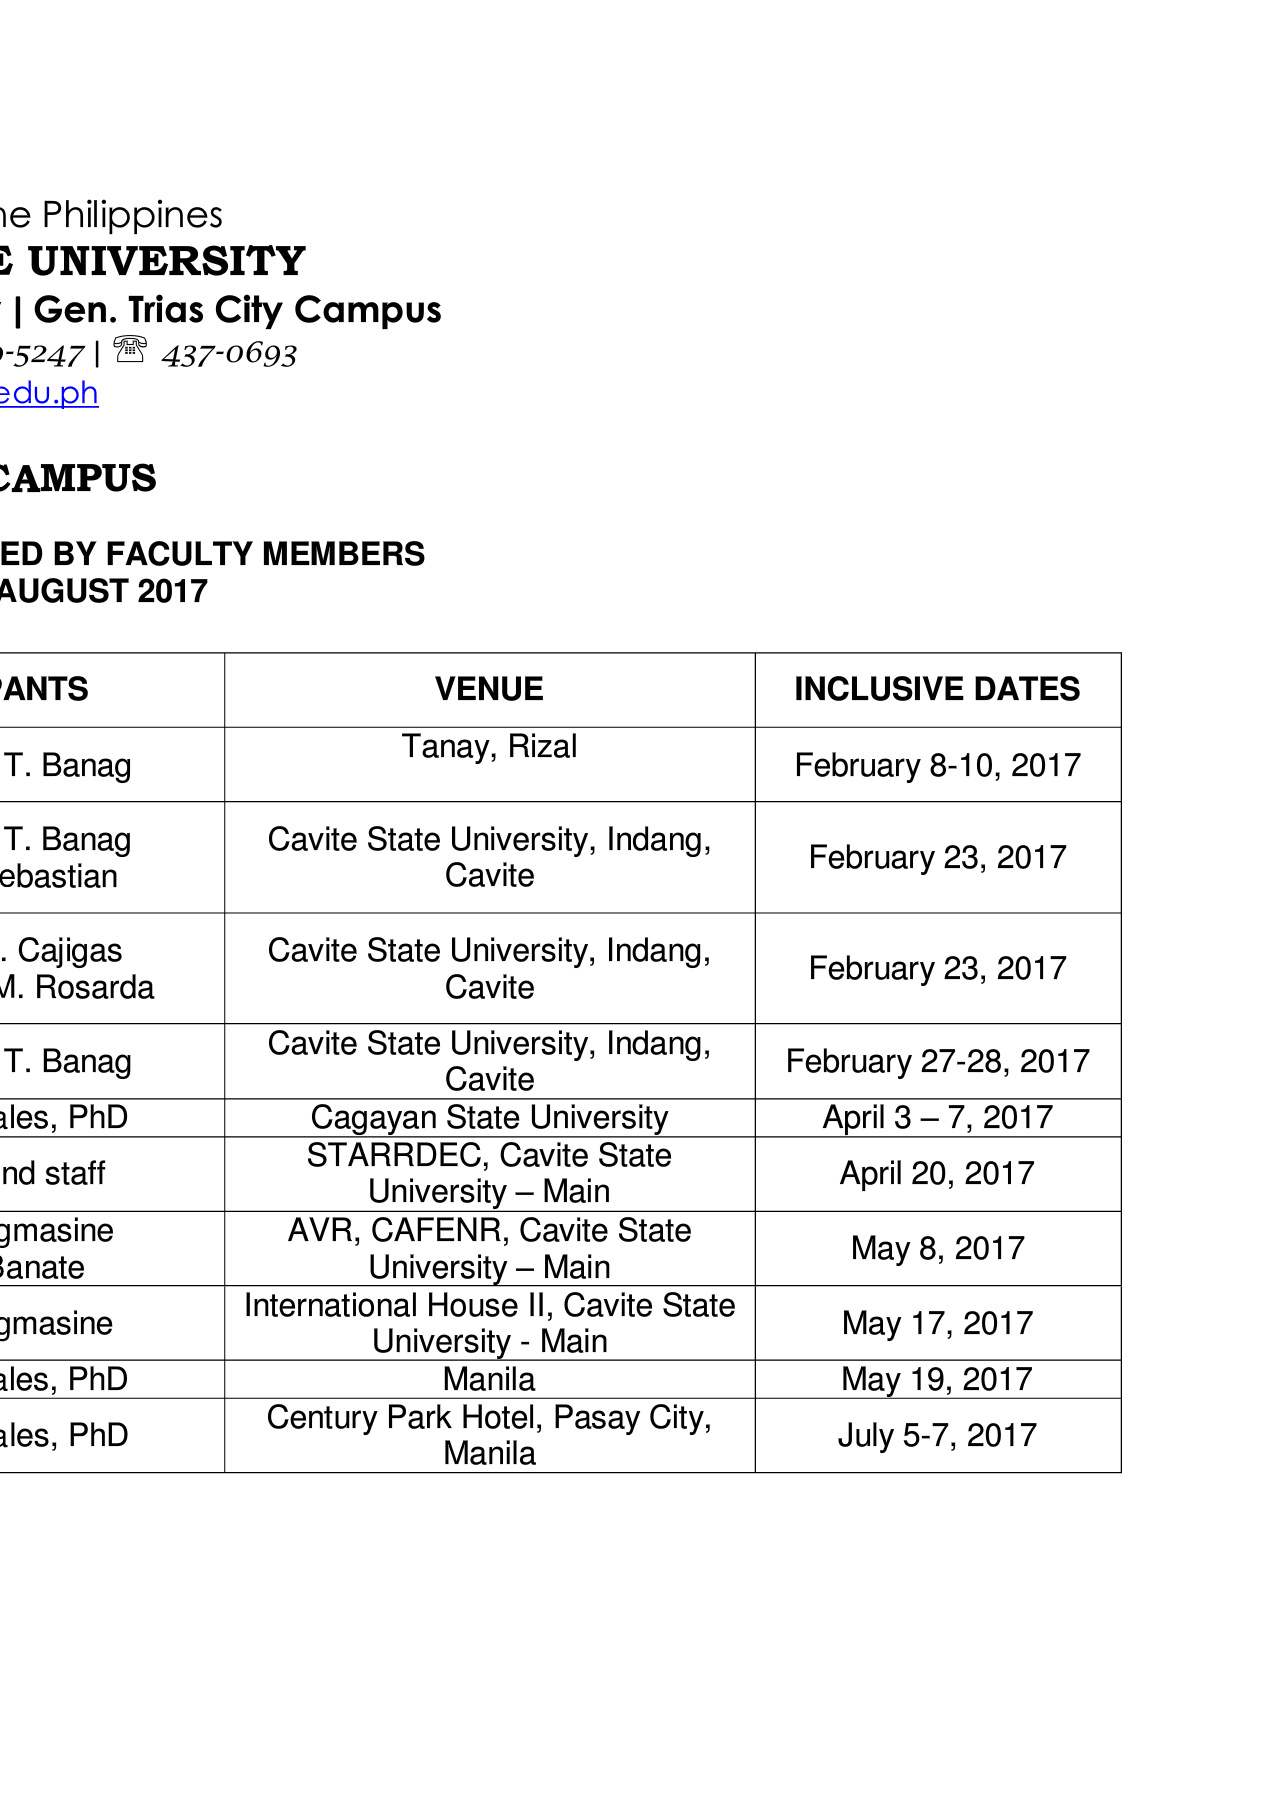 ne Philippines
E UNIVERSITY
| Gen. Trias City Campus
-5247 | ☏ 437-0693
edu.ph
CAMPUS
ED BY FACULTY MEMBERS
AUGUST 2017
PANTS VENUE INCLUSIVE DATES
T. Banag Tanay, Rizal February 8-10, 2017
T. Banag Cavite State University, Indang,
ebastian Cavite February 23, 2017
. Cajigas Cavite State University, Indang,
M. Rosarda Cavite February 23, 2017
T. Banag Cavite State University, Indang,
Cavite February 27-28, 2017
ales, PhD Cagayan State University April 3 – 7, 2017
nd staff STARRDEC, Cavite State
University – Main April 20, 2017
gmasine AVR, CAFENR, Cavite State
Banate University – Main May 8, 2017
gmasine International House II, Cavite State
University - Main May 17, 2017
ales, PhD Manila May 19, 2017
ales, PhD Century Park Hotel, Pasay City,
Manila July 5-7, 2017